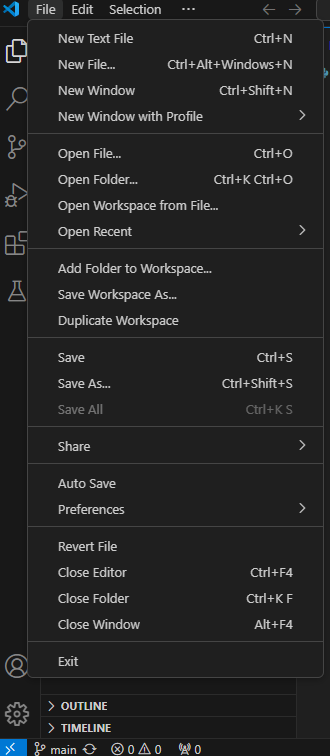 File Edit Selection ···
New Text File Ctrl+N
New File... Ctrl+Alt+Windows+N
New Window Ctrl+Shift+N
New Window with Profile
Open File... Ctrl+O
Open Folder... Ctrl+K Ctrl+O
Open Workspace from File...
Open Recent
Add Folder to Workspace...
Save Workspace As...
Duplicate Workspace
Save Ctrl+S
Save As... Ctrl+Shift+S
Save All Ctrl+K S
Share
Auto Save
Preferences
Revert File
Close Editor Ctrl+F4
Close Folder Ctrl+K F
Close Window Alt+F4
Exit
OUTLINE
TIMELINE
main 0 0 0